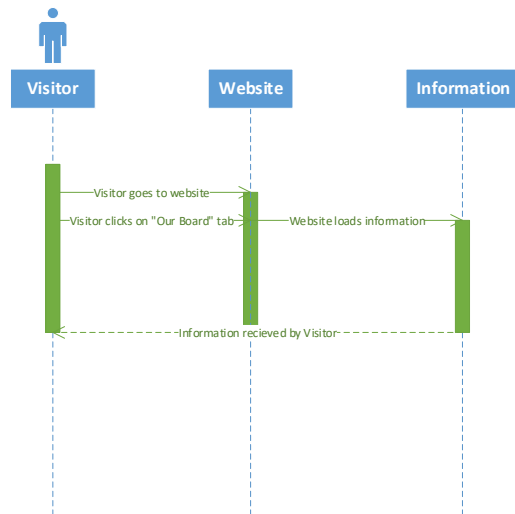 Visitor
Website
Information
Visitor goes to website
Visitor clicks on "Our Board" tab
Website loads information
Information recieved by Visitor